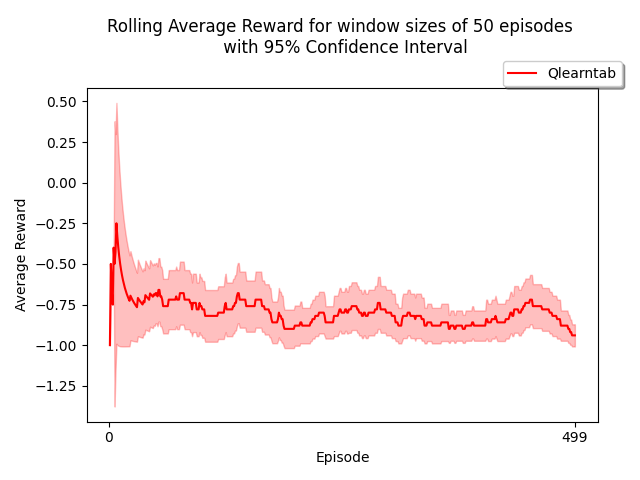 Rolling Average Reward for window sizes of 50 episodes
with 95% Confidence Interval
Qlearntab
0.50
0.25
0.00
−0.25
−0.50
−0.75
−1.00
−1.25
Average Reward
0 499
Episode